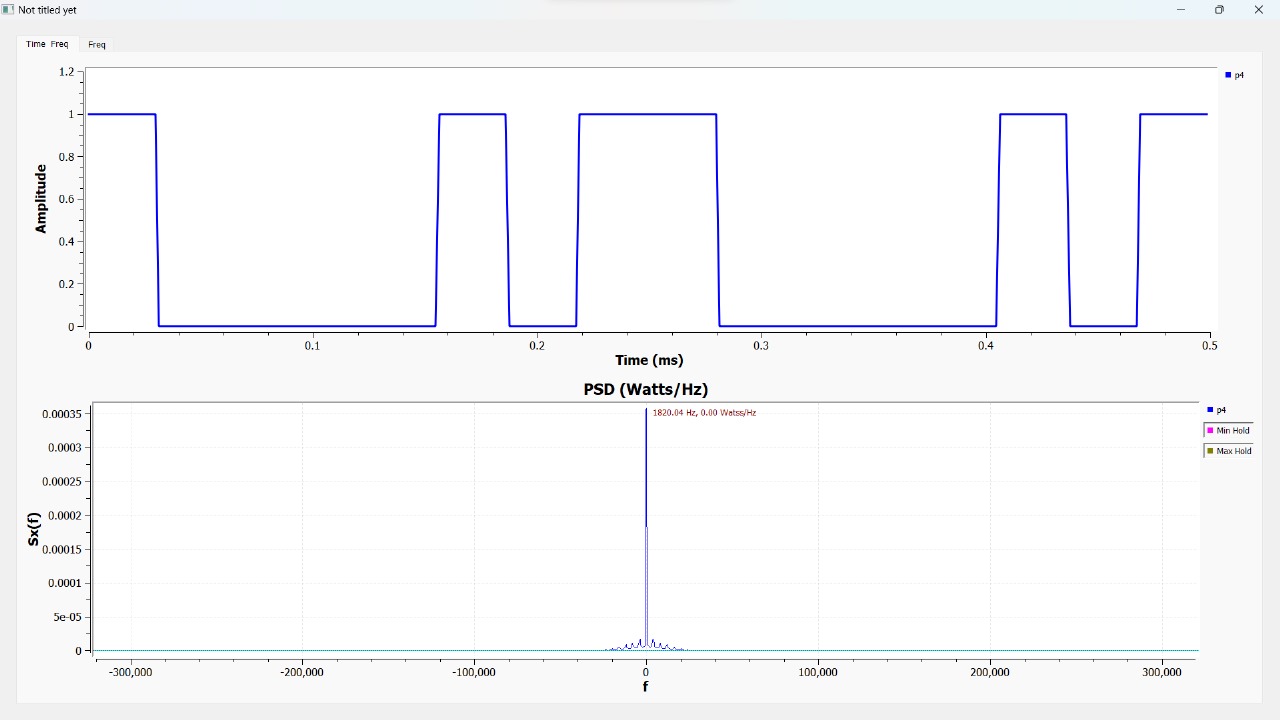 Not titled yet
Time Freq
Freq
1.2
1
0.8
0.6
0.4
0.2
0
Amplitude
p4
0 0.1 0.2 0.3 0.4 0.5
Time (ms)
PSD (Watts/Hz)
0.00035
0.0003
0.00025
0.0002
0.00015
0.0001
5e-05
0
Sx(f)
1820.04 Hz, 0.00 Watss/Hz
p4
Min Hold
Max Hold
-300,000 -200,000 -100,000 0 100,000 200,000 300,000
f